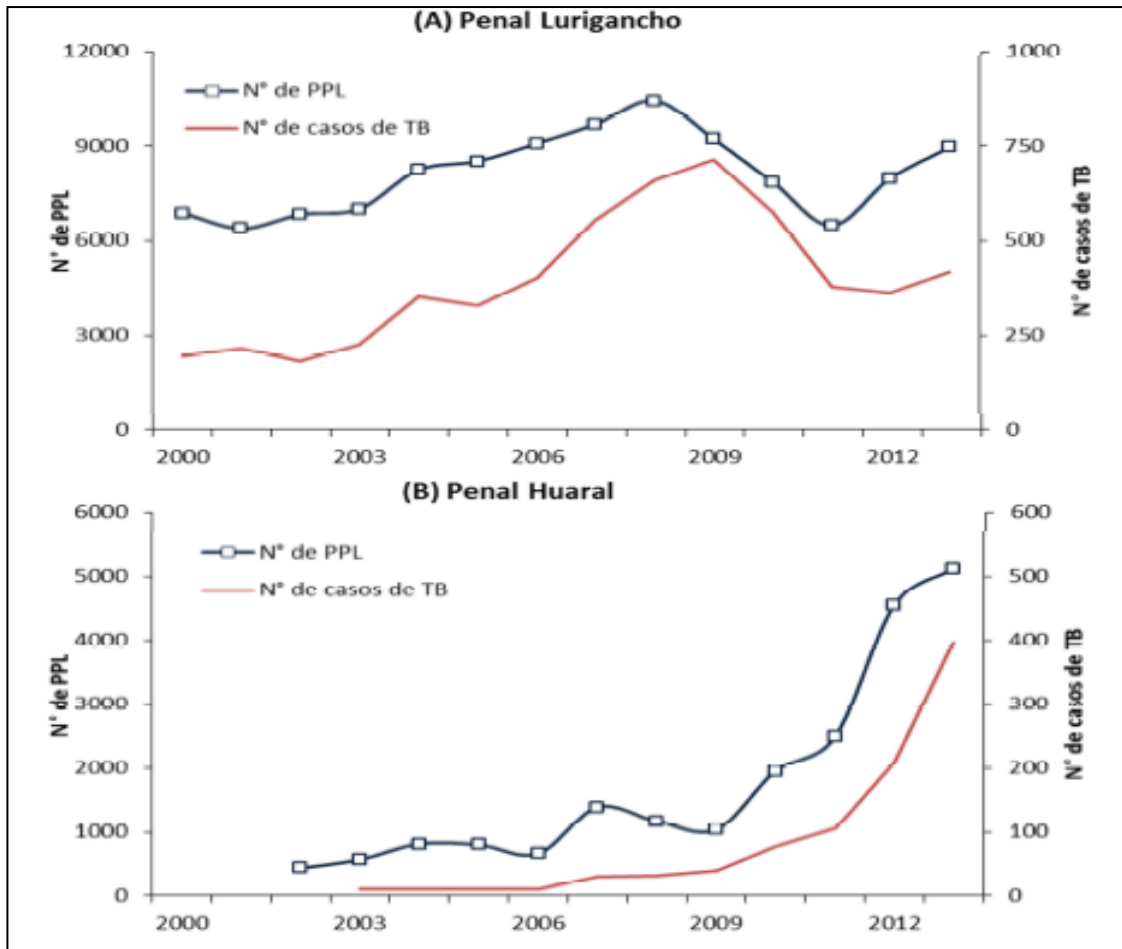 (A) Penal Lurigancho
12000
9000
6000
3000
0
N° de PPL
N° de PPL
N° de casos de TB
1000
750
500
250
0
N° de casos de TB
2000 2003 2006 2009 2012
(B) Penal Huaral
6000
5000
4000
3000
2000
1000
0
N° de PPL
N° de PPL
N° de casos de TB
600
500
400
300
200
100
0
N° de casos de TB
2000 2003 2006 2009 2012